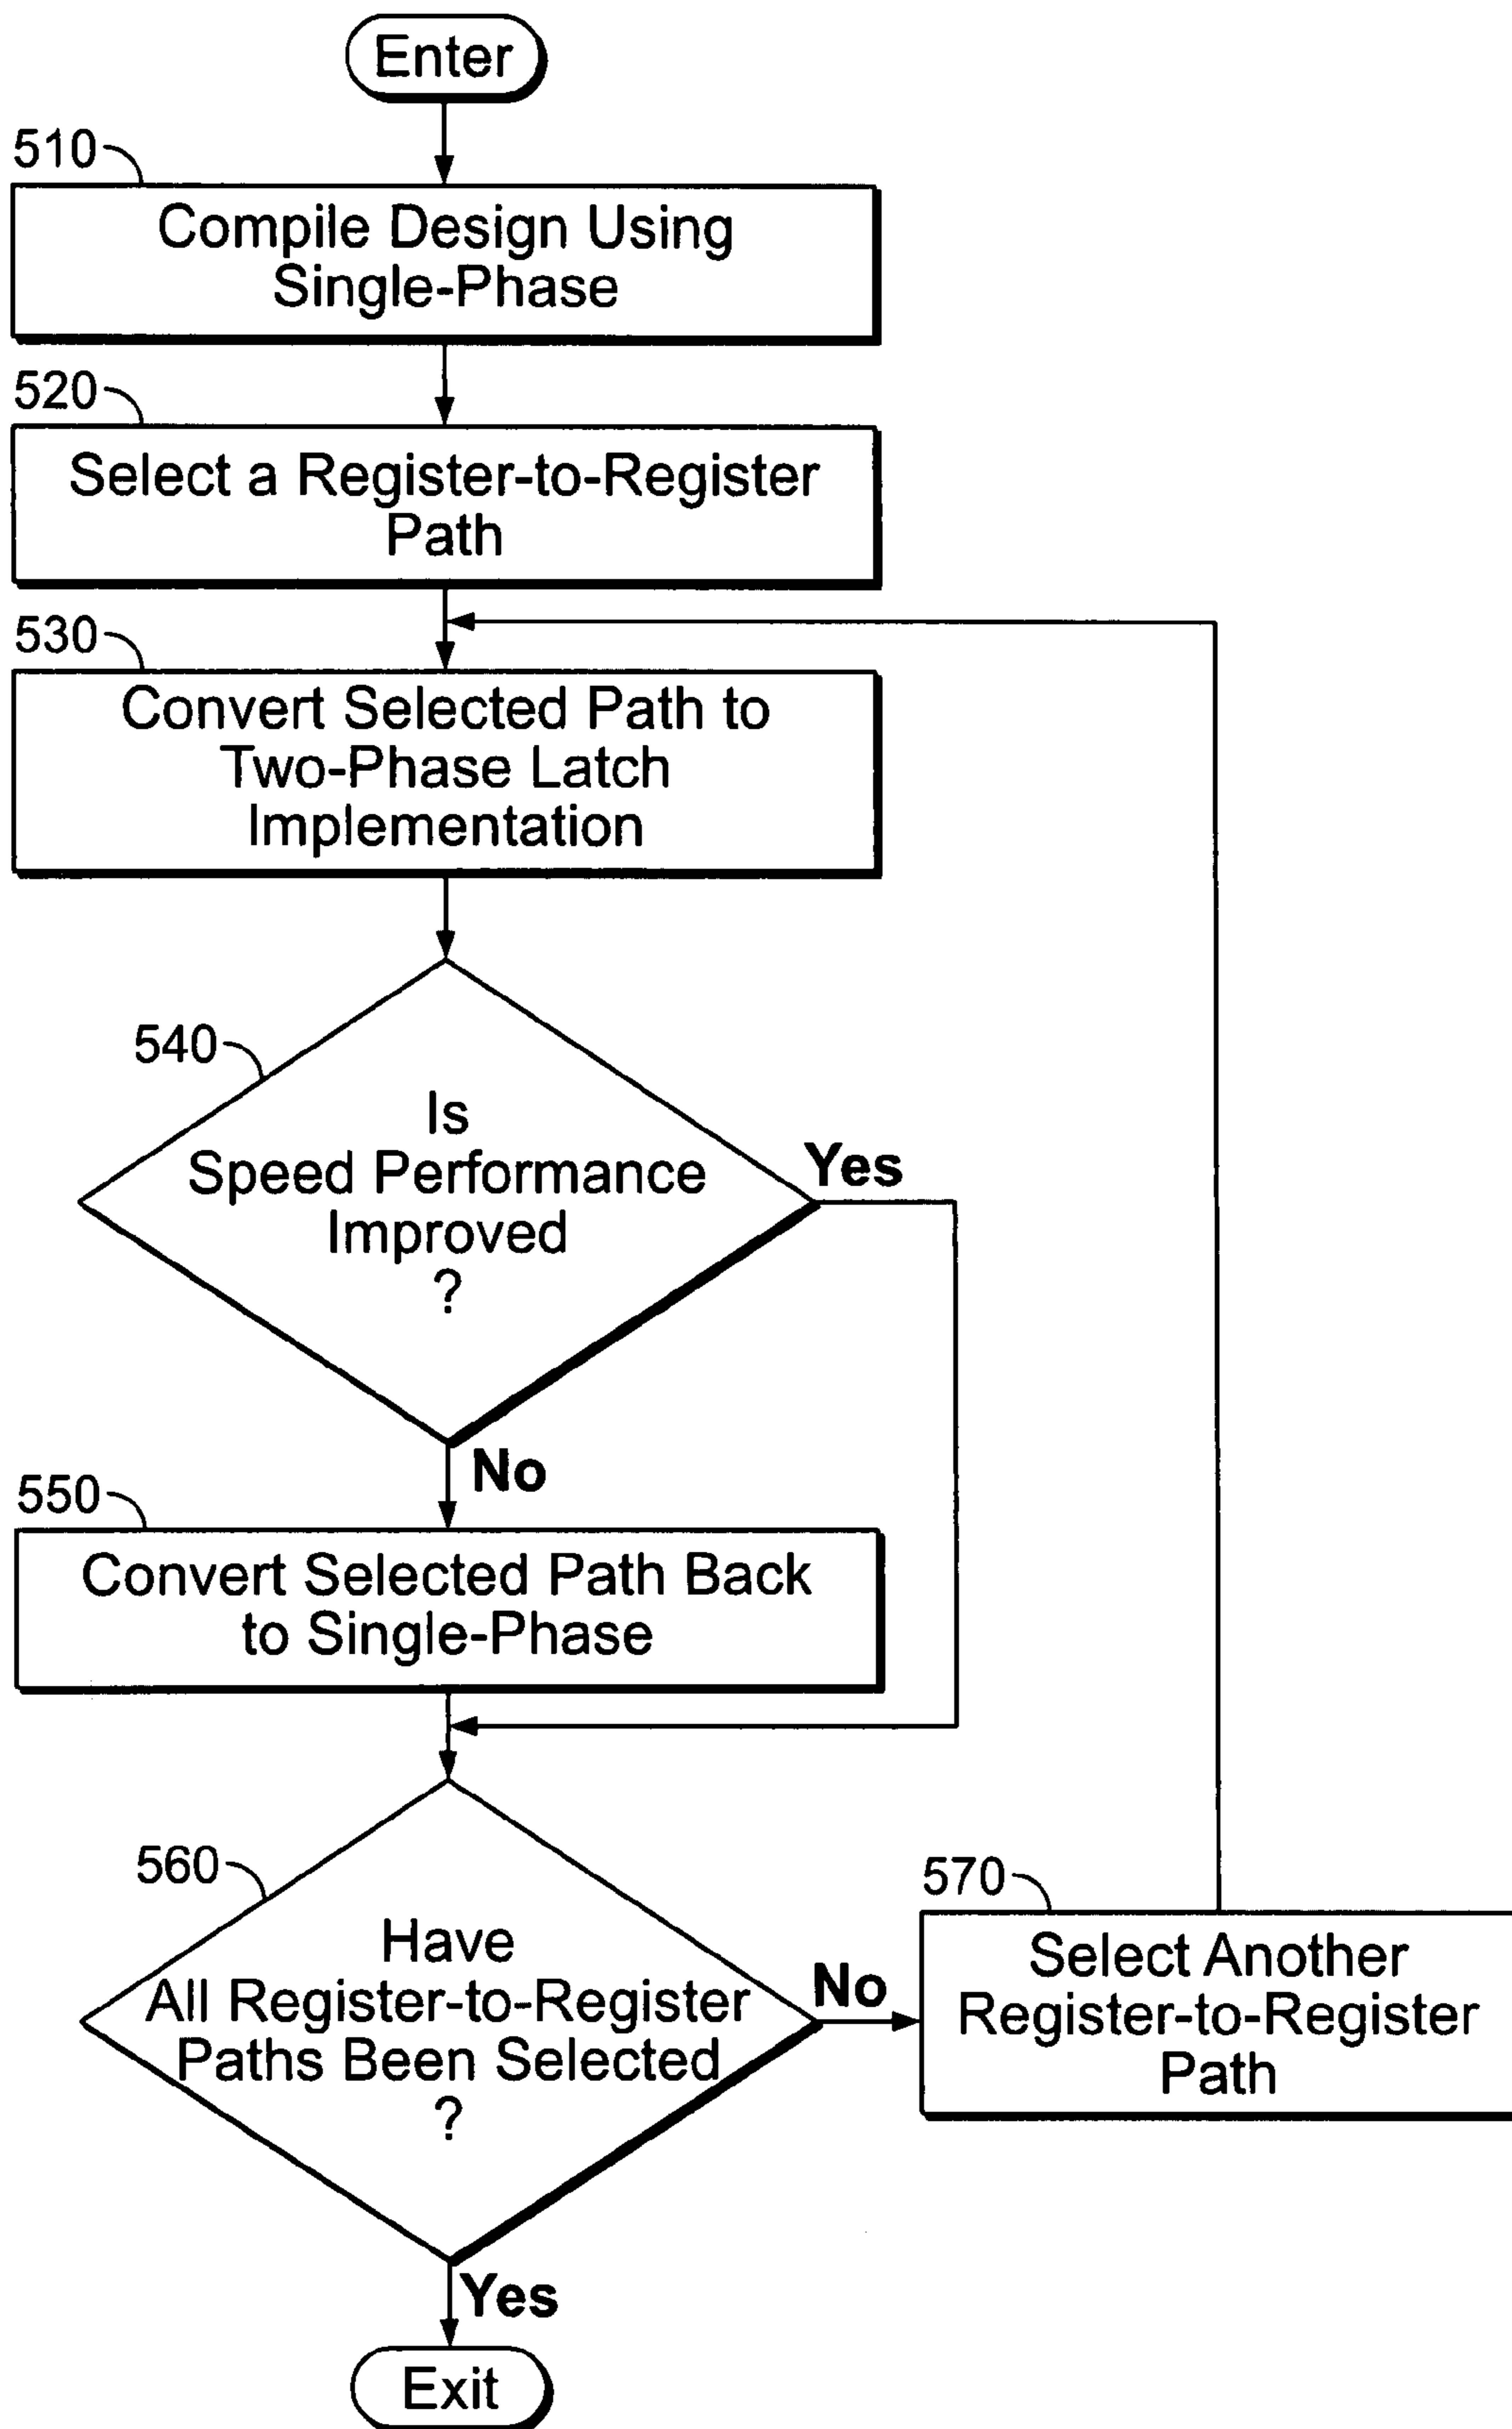 Enter
510
Compile Design Using
Single-Phase
520
Select a Register-to-Register
Path
530
Convert Selected Path to
Two-Phase Latch
Implementation
540
Is
Speed Performance
Improved
?
Yes
No
550
Convert Selected Path Back
to Single-Phase
560
Have
All Register-to-Register
Paths Been Selected
?
No
570
Select Another
Register-to-Register
Path
Yes
Exit